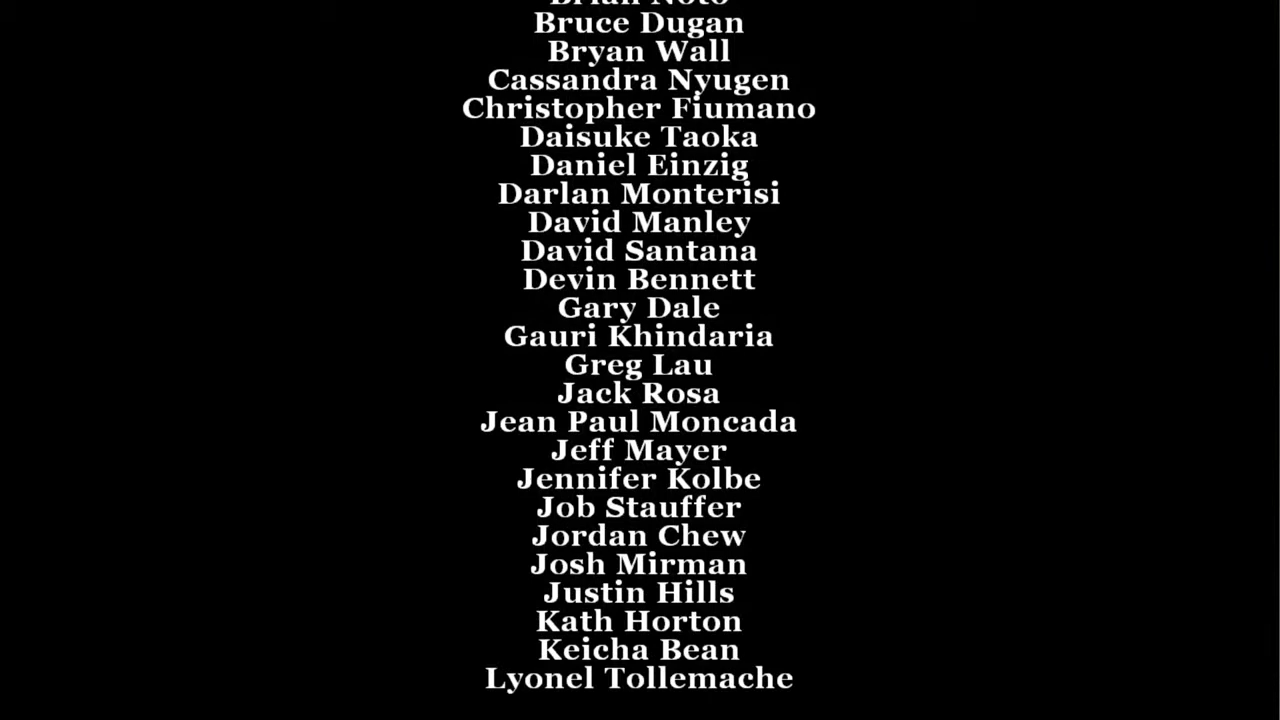 Brian Noto
Bruce Dugan
Bryan Wall
Cassandra Nyugen
Christopher Fiumano
Daisuke Taoka
Daniel Einzig
Darlan Monterisi
David Manley
David Santana
Devin Bennett
Gary Dale
Gauri Khindaria
Greg Lau
Jack Rosa
Jean Paul Moncada
Jeff Mayer
Jennifer Kolbe
Job Stauffer
Jordan Chew
Josh Mirman
Justin Hills
Kath Horton
Keicha Bean
Lyonel Tollemache